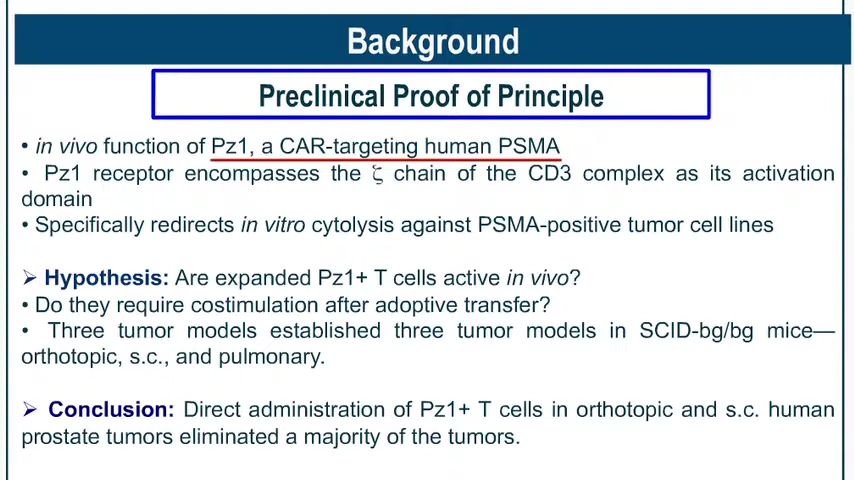 Background
Preclinical Proof of Principle
• in vivo function of Pz1, a CAR-targeting human PSMA
• Pz1 receptor encompasses the ζ chain of the CD3 complex as its activation
domain
• Specifically redirects in vitro cytolysis against PSMA-positive tumor cell lines
➢ Hypothesis: Are expanded Pz1+ T cells active in vivo?
• Do they require costimulation after adoptive transfer?
• Three tumor models established three tumor models in SCID-bg/bg mice—
orthotopic, s.c., and pulmonary.
➢ Conclusion: Direct administration of Pz1+ T cells in orthotopic and s.c. human
prostate tumors eliminated a majority of the tumors.